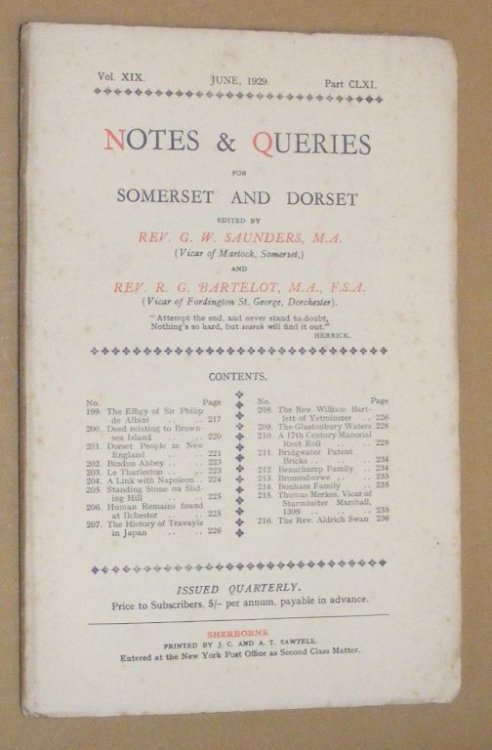 Vol. XIX. JUNE, 1929. Part CLXI.
NOTES & QUERIES
FOR
SOMERSET AND DORSET
EDITED BY
REV. G. W. SAUNDERS, M.A.
(Vicar of Martock, Somerset,)
AND
REV. R. G. BARTELOT, M.A., F.S.A.
(Vicar of Fordington St. George, Dorchester).
"Attempt the end, and never stand to doubt,
Nothing's so hard, but search will find it out."
HERRICK.
CONTENTS.
No. Page
199. The Effigy of Sir Philip
de Albini .. .. 217
200. Deed relating to Brown-
sea Island .. .. 220
201. Dorset People in New
England .. .. 221
202. Bindon Abbey .. .. 223
203. Le Thurleston .. .. 223
204. A Link with Napoleon .. 224
205. Standing Stone on Slid-
ing Hill .. .. 225
206. Human Remains found
at Ilchester .. .. 225
207. The History of Travayle
in Japan .. .. 226
No. Page
208. The Rev. William Bart-
lett of Yetminster .. 226
209. The Glastonbury Waters 228
210. A 17th Century Manorial
Rent Roll .. .. 228
211. Bridgwater Patent
Bricks .. .. 234
212. Beauchamp Family .. 234
213. Bromesburwe .. .. 235
214. Bonham Family .. 235
215. Thomas Merkes, Vicar of
Sturminster Marshall,
1399 .. .. 235
216. The Rev. Aldrich Swan 236
ISSUED QUARTERLY.
Price to Subscribers, 5/- per annum, payable in advance.
SHERBORNE
PRINTED BY J. C. AND A. T. SAWTELL.
Entered at the New York Post Office as Second Class Matter.